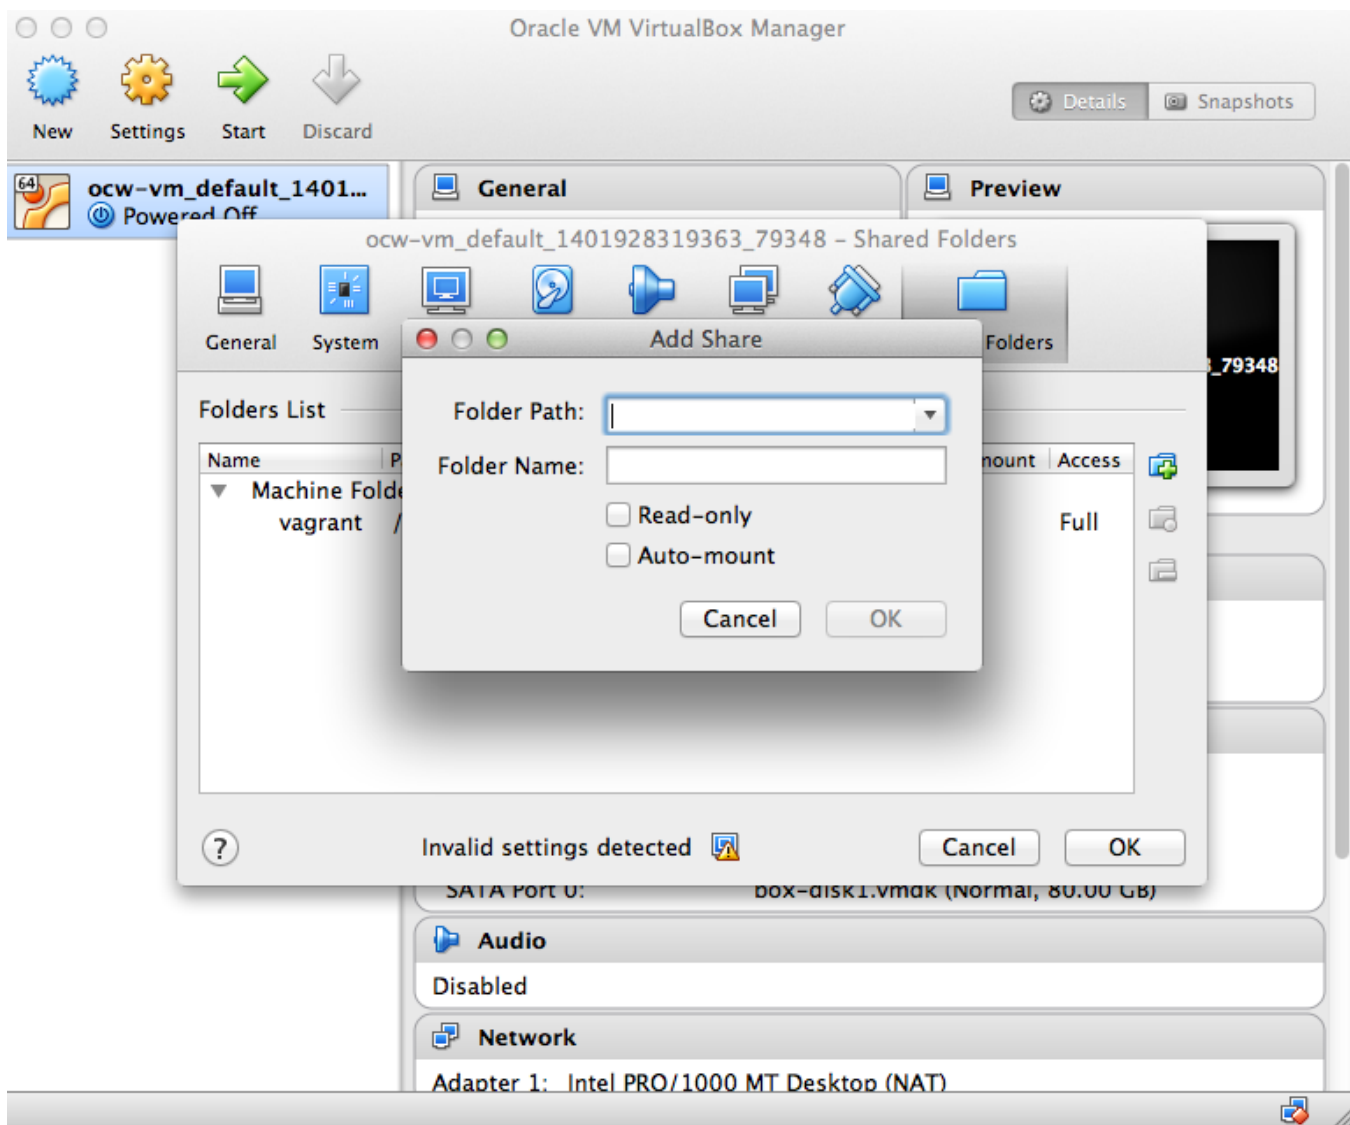 Oracle VM VirtualBox Manager
New Settings Start Discard
Details Snapshots
64
ocw-vm_default_1401...
Powered Off
General
Preview
ocw-vm_default_1401928319363_79348 – Shared Folders
General System Folders
_79348
Add Share
Folders List
Folder Path:
Folder Name:
Name Access
Machine
vagrant / Full
Read-only
Auto-mount
Cancel OK
Invalid settings detected
? Cancel OK
SATA Port 0: box-disk1.vmdk (Normal, 80.00 GB)
Audio
Disabled
Network
Adapter 1: Intel PRO/1000 MT Desktop (NAT)